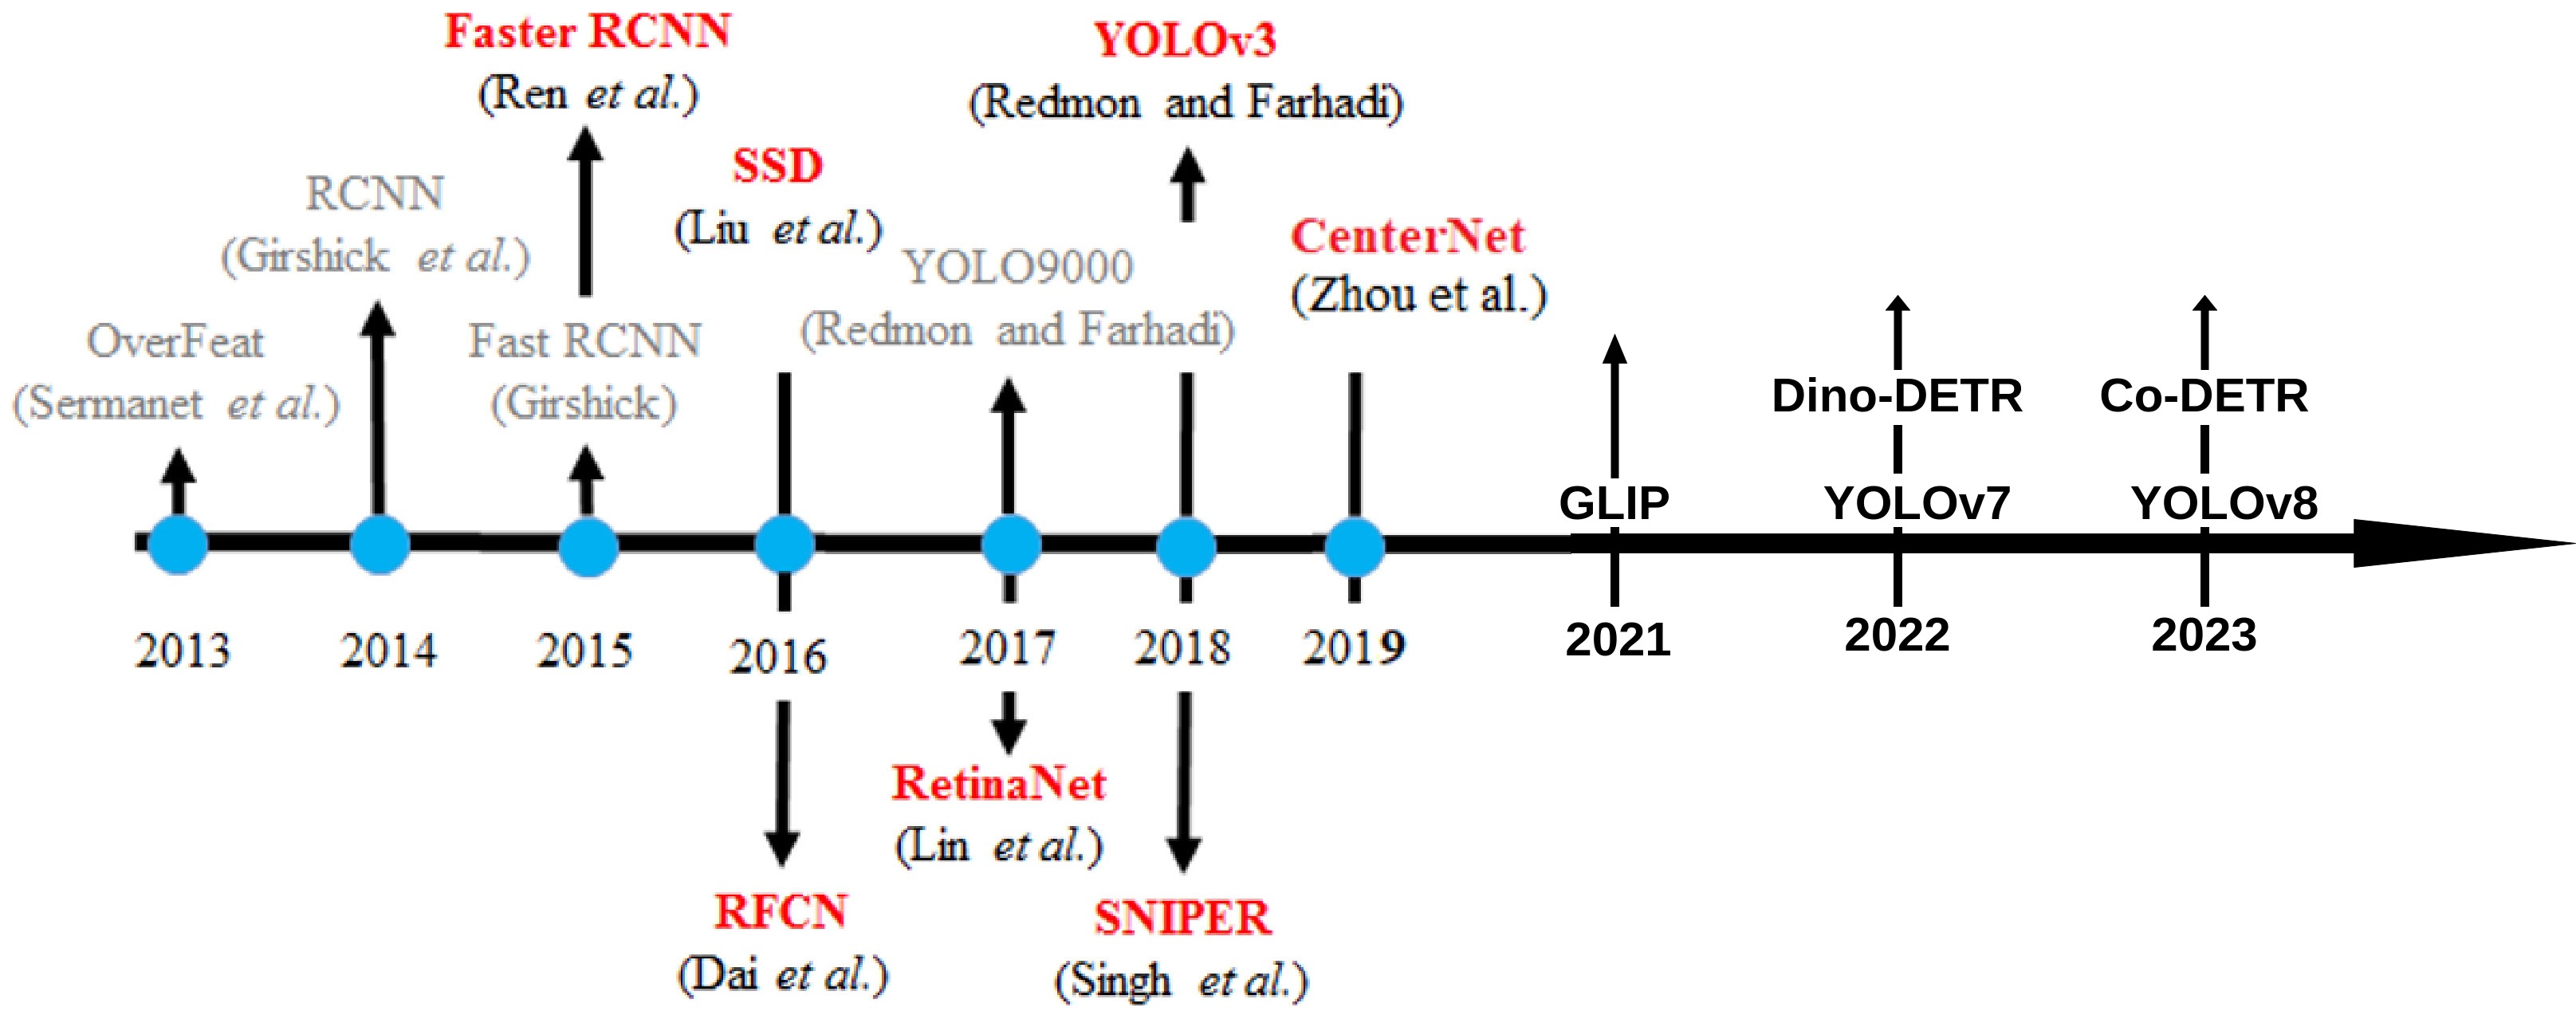 Faster RCNN
(Ren et al.)
YOLOv3
(Redmon and Farhadi)
SSD
(Liu et al.)
RCNN
(Girshick et al.)
CenterNet
(Zhou et al.)
YOLO9000
(Redmon and Farhadi)
OverFeat
(Sermanet et al.)
Fast RCNN
(Girshick)
Dino-DETR
Co-DETR
GLIP
YOLOv7
YOLOv8
2013
2014
2015
2016
2017
2018
2019
2021
2022
2023
RetinaNet
(Lin et al.)
RFCN
(Dai et al.)
SNIPER
(Singh et al.)